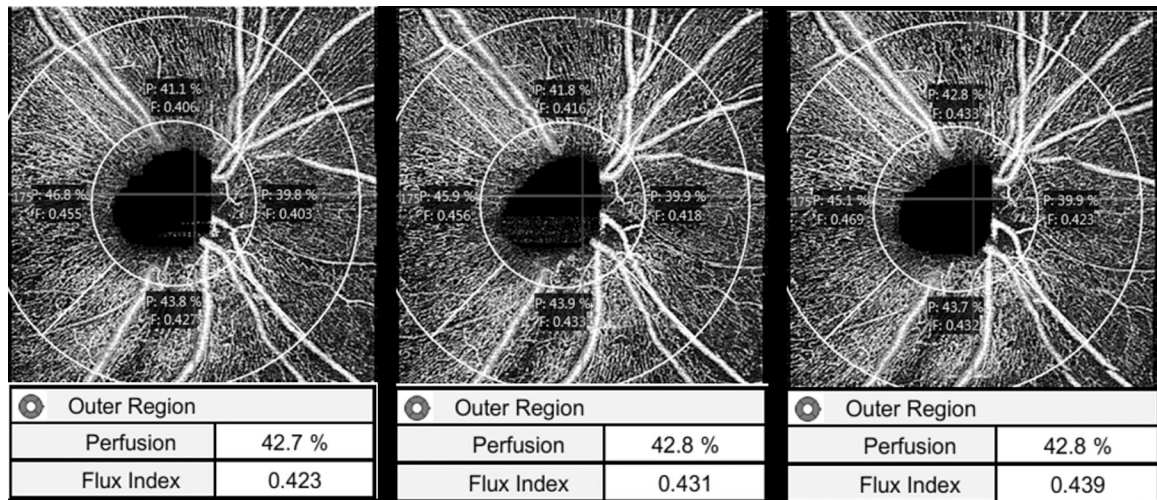 175
P: 41.1 %
F: 0.406
P: 46.8 %
175
F: 0.455
P: 39.8 %
F: 0.403
P: 43.8 %
F: 0.427
Outer Region
Perfusion 42.7 %
Flux Index 0.423
175
P: 41.8 %
F: 0.416
P: 45.9 %
175
F: 0.456
P: 39.9 %
F: 0.418
P: 43.9 %
F: 0.433
Outer Region
Perfusion 42.8 %
Flux Index 0.431
175
P: 42.8 %
F: 0.433
P: 45.1 %
175
F: 0.469
P: 39.9 %
F: 0.423
P: 43.7 %
F: 0.432
Outer Region
Perfusion 42.8 %
Flux Index 0.439